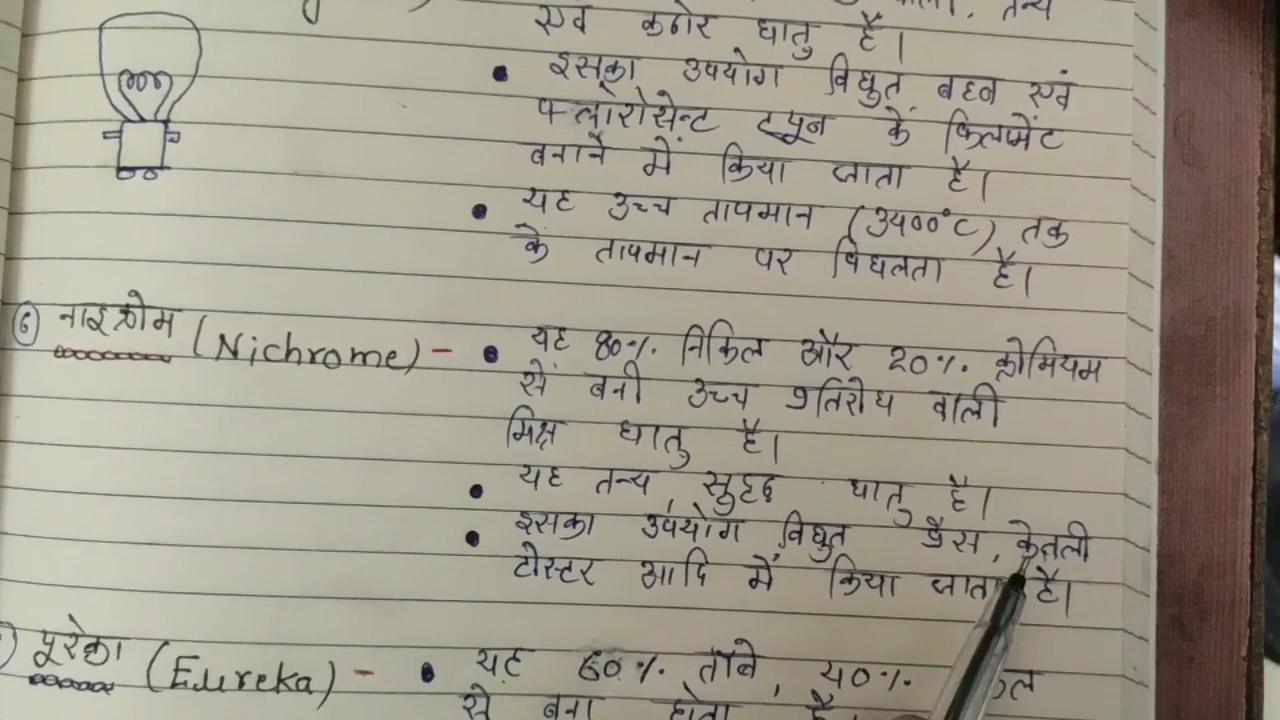 तन्य
एवं कठोर धातु है।
• इसका उपयोग विद्युत बल्ब एवं
फ्लोरोसेन्ट ट्यूब के फिलामेंट
बनाने में किया जाता है।
• यह उच्च तापमान (3400°C) तक
के तापमान पर पिघलता है।
⑥ नाइक्रोम (Nichrome) – • यह 80%. निकिल और 20%. क्रोमियम
से बनी उच्च प्रतिरोध वाली
मिश्र धातु है।
• यह तन्य, सुदृढ धातु है।
• इसका उपयोग विद्युत प्रैस, केतली
टोस्टर आदि में किया जाता है।
यूरेका (Eureka) – • यह 60%. ताँबे, 40%.
से बना होता है।